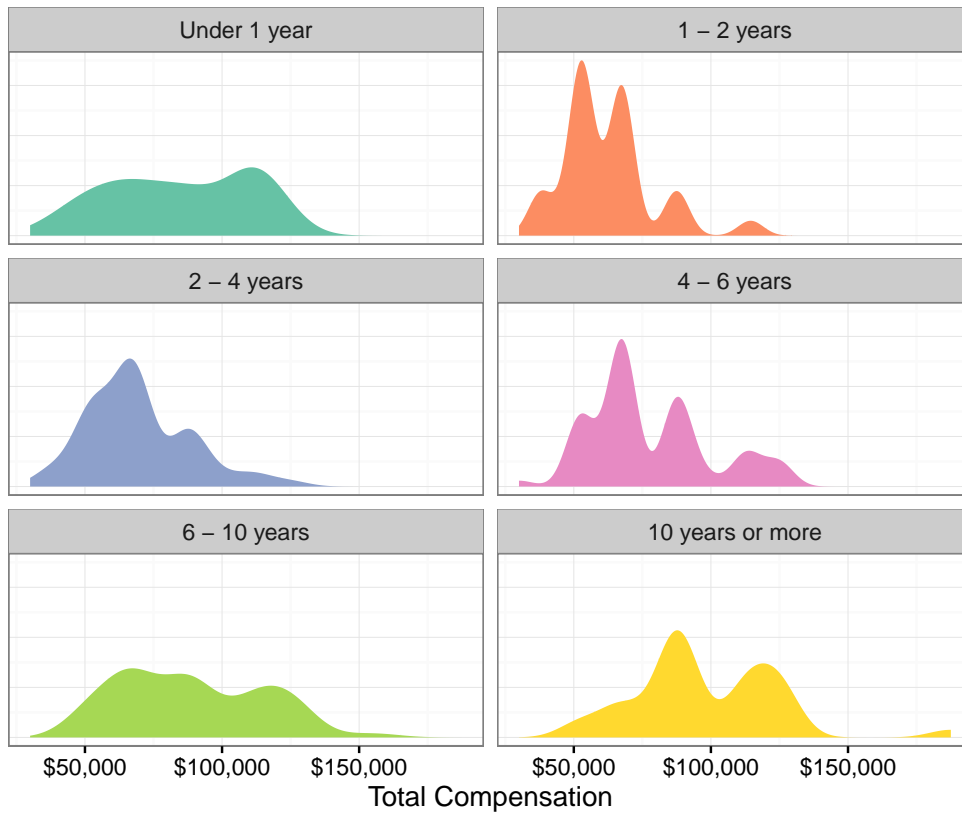 Under 1 year
1 – 2 years
2 – 4 years
4 – 6 years
6 – 10 years
10 years or more
$50,000 $100,000 $150,000 $50,000 $100,000 $150,000
Total Compensation